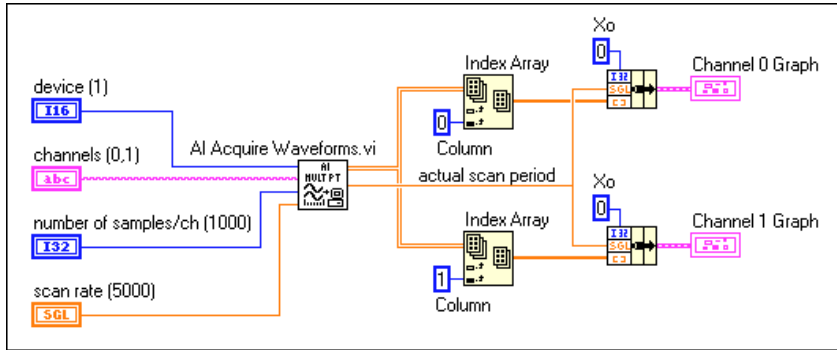 device (1)
I16
channels (0,1)
abc
number of samples/ch (1000)
I32
scan rate (5000)
SGL
AI Acquire Waveforms.vi
AI
MULT PT
Index Array
0
Column
actual scan period
Index Array
1
Column
Xo
0
I32
SGL
[ ]
Channel 0 Graph
Xo
0
I32
SGL
[ ]
Channel 1 Graph